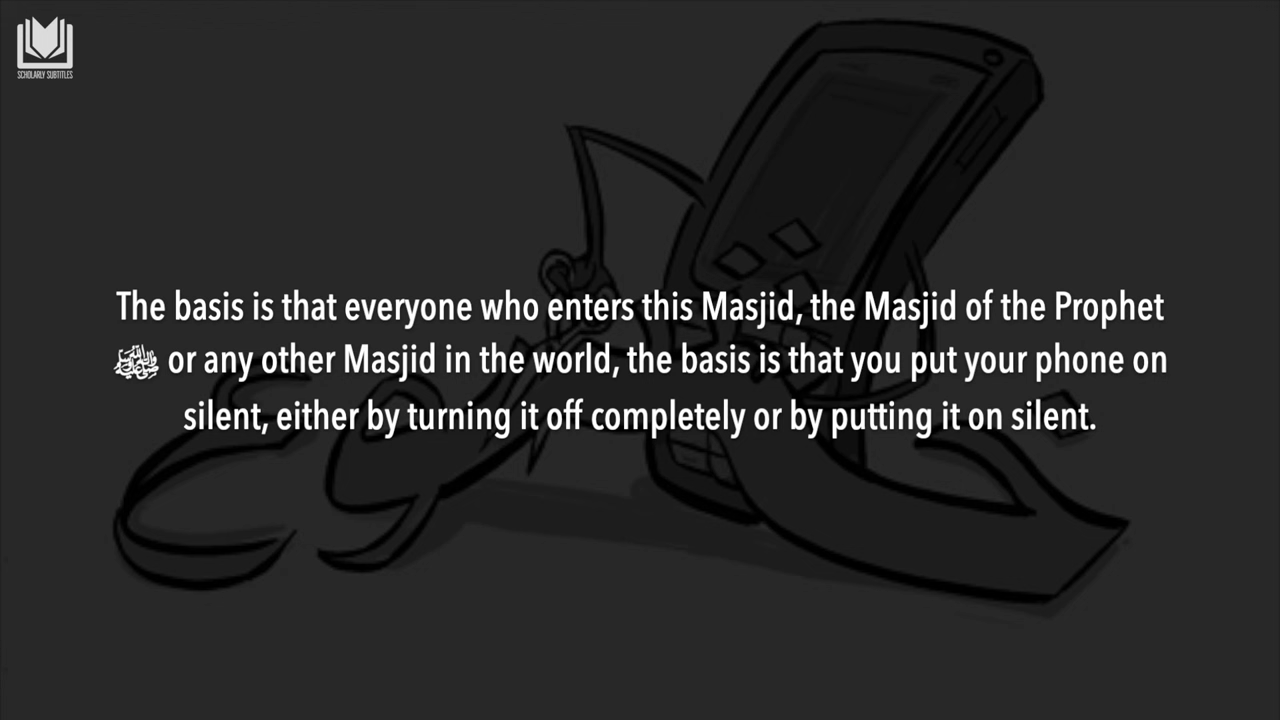 SCHOLARLY SUBTITLES
The basis is that everyone who enters this Masjid, the Masjid of the Prophet
ﷺ or any other Masjid in the world, the basis is that you put your phone on
silent, either by turning it off completely or by putting it on silent.